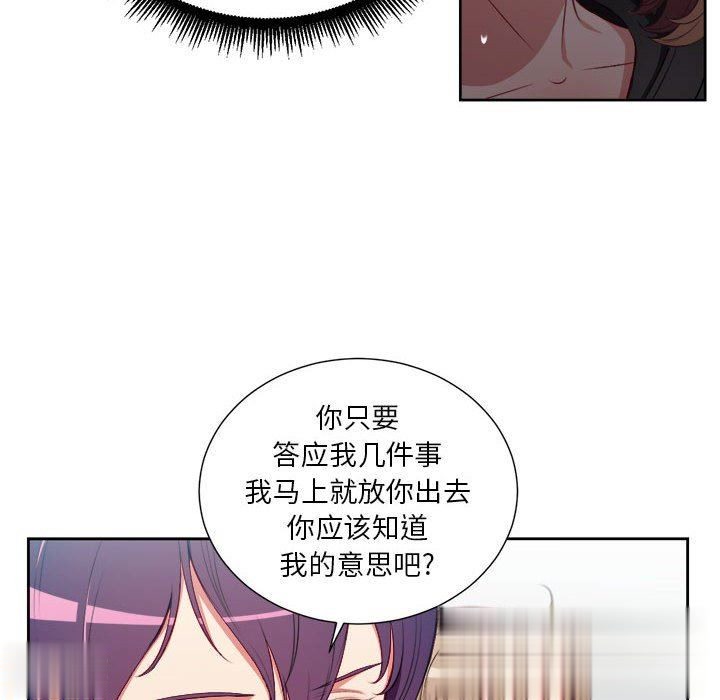 你只要
答应我几件事
我马上就放你出去
你应该知道
我的意思吧?